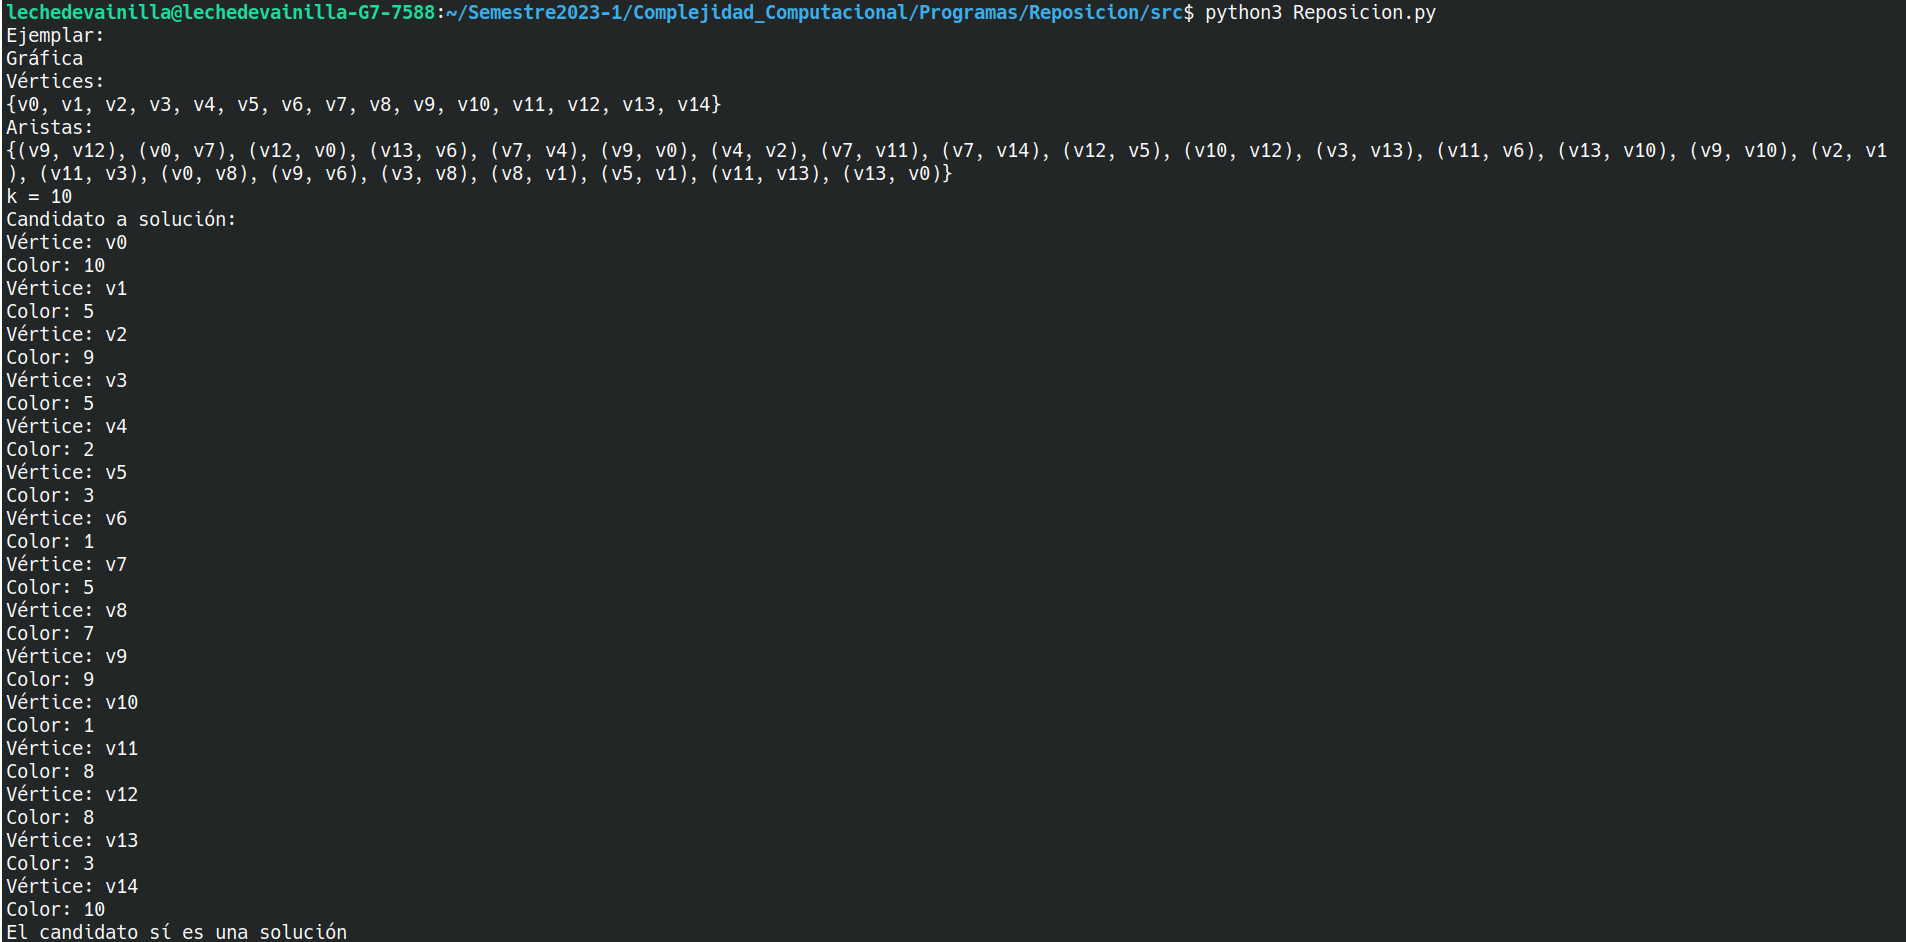 lechedevainilla@lechedevainilla-G7-7588:~/Semestre2023-1/Complejidad_Computacional/Programas/Reposicion/src$ python3 Reposicion.py
Ejemplar:
Gráfica
Vértices:
{v0, v1, v2, v3, v4, v5, v6, v7, v8, v9, v10, v11, v12, v13, v14}
Aristas:
{(v9, v12), (v0, v7), (v12, v0), (v13, v6), (v7, v4), (v9, v0), (v4, v2), (v7, v11), (v7, v14), (v12, v5), (v10, v12), (v3, v13), (v11, v6), (v13, v10), (v9, v10), (v2, v1
), (v11, v3), (v0, v8), (v9, v6), (v3, v8), (v8, v1), (v5, v1), (v11, v13), (v13, v0)}
k = 10
Candidato a solución:
Vértice: v0
Color: 10
Vértice: v1
Color: 5
Vértice: v2
Color: 9
Vértice: v3
Color: 5
Vértice: v4
Color: 2
Vértice: v5
Color: 3
Vértice: v6
Color: 1
Vértice: v7
Color: 5
Vértice: v8
Color: 7
Vértice: v9
Color: 9
Vértice: v10
Color: 1
Vértice: v11
Color: 8
Vértice: v12
Color: 8
Vértice: v13
Color: 3
Vértice: v14
Color: 10
El candidato sí es una solución